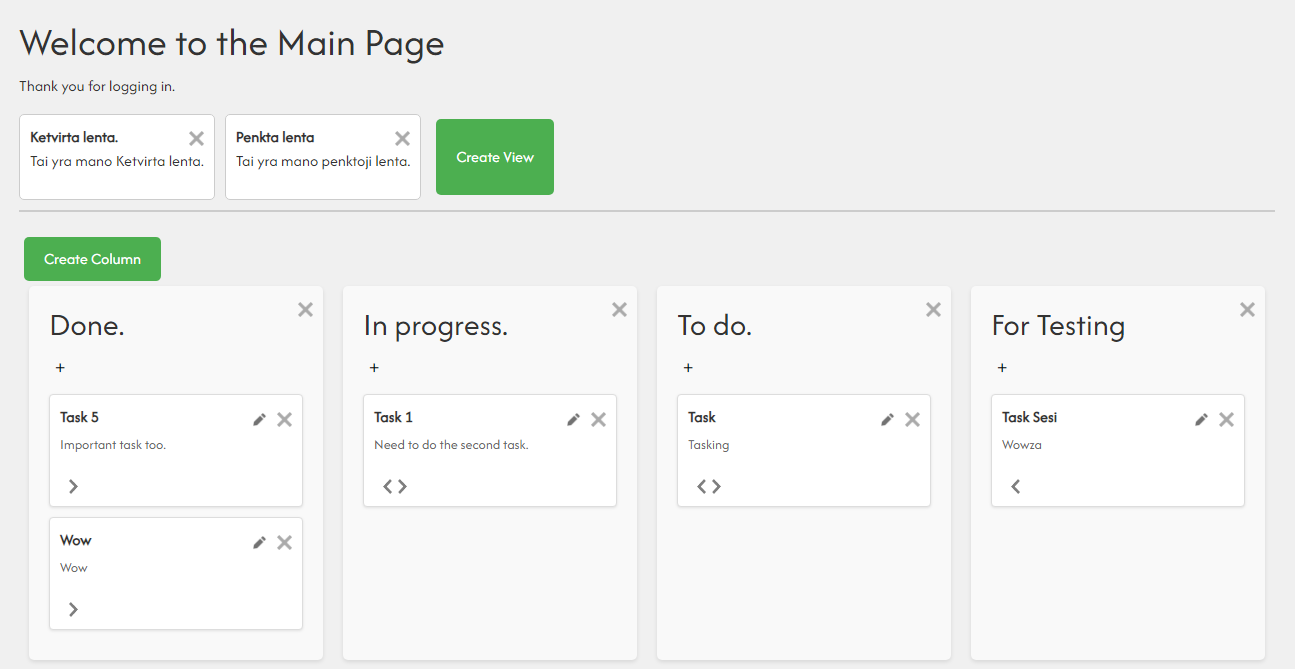 Welcome to the Main Page
Thank you for logging in.
Ketvirta lenta.
Tai yra mano Ketvirta lenta.
Penkta lenta
Tai yra mano penktoji lenta.
Create View
Create Column
Done.
+
Task 5
Important task too.
Wow
Wow
In progress.
+
Task 1
Need to do the second task.
To do.
+
Task
Tasking
For Testing
+
Task Sesi
Wowza